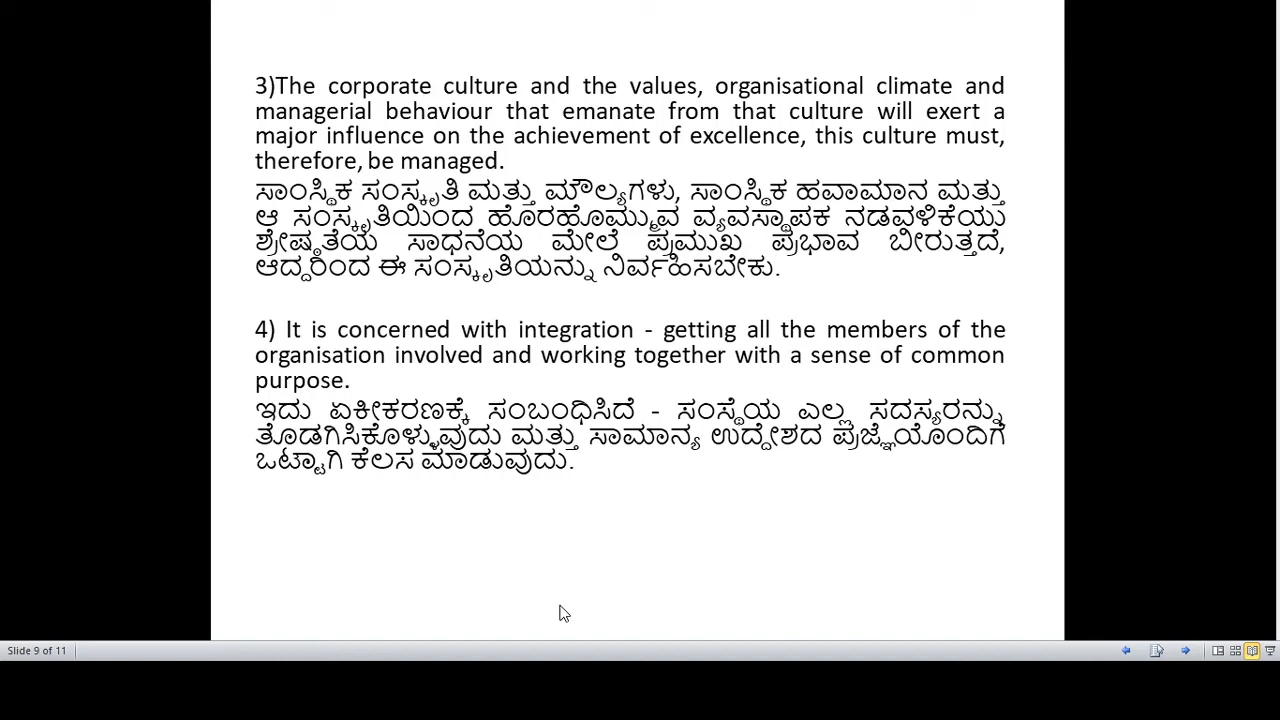 3)The corporate culture and the values, organisational climate and
managerial behaviour that emanate from that culture will exert a
major influence on the achievement of excellence, this culture must,
therefore, be managed.
ಸಾಂಸ್ಥಿಕ ಸಂಸ್ಕೃತಿ ಮತ್ತು ಮೌಲ್ಯಗಳು, ಸಾಂಸ್ಥಿಕ ಹವಾಮಾನ ಮತ್ತು
ಆ ಸಂಸ್ಕೃತಿಯಿಂದ ಹೊರಹೊಮ್ಮುವ ವ್ಯವಸ್ಥಾಪಕ ನಡವಳಿಕೆಯು
ಶ್ರೇಷ್ಠತೆಯ ಸಾಧನೆಯ ಮೇಲೆ ಪ್ರಮುಖ ಪ್ರಭಾವ ಬೀರುತ್ತದೆ,
ಆದ್ದರಿಂದ ಈ ಸಂಸ್ಕೃತಿಯನ್ನು ನಿರ್ವಹಿಸಬೇಕು.
4) It is concerned with integration - getting all the members of the
organisation involved and working together with a sense of common
purpose.
ಇದು ಏಕೀಕರಣಕ್ಕೆ ಸಂಬಂಧಿಸಿದೆ - ಸಂಸ್ಥೆಯ ಎಲ್ಲ ಸದಸ್ಯರನ್ನು
ತೊಡಗಿಸಿಕೊಳ್ಳುವುದು ಮತ್ತು ಸಾಮಾನ್ಯ ಉದ್ದೇಶದ ಪ್ರಜ್ಞೆಯೊಂದಿಗೆ
ಒಟ್ಟಾಗಿ ಕೆಲಸ ಮಾಡುವುದು.
Slide 9 of 11